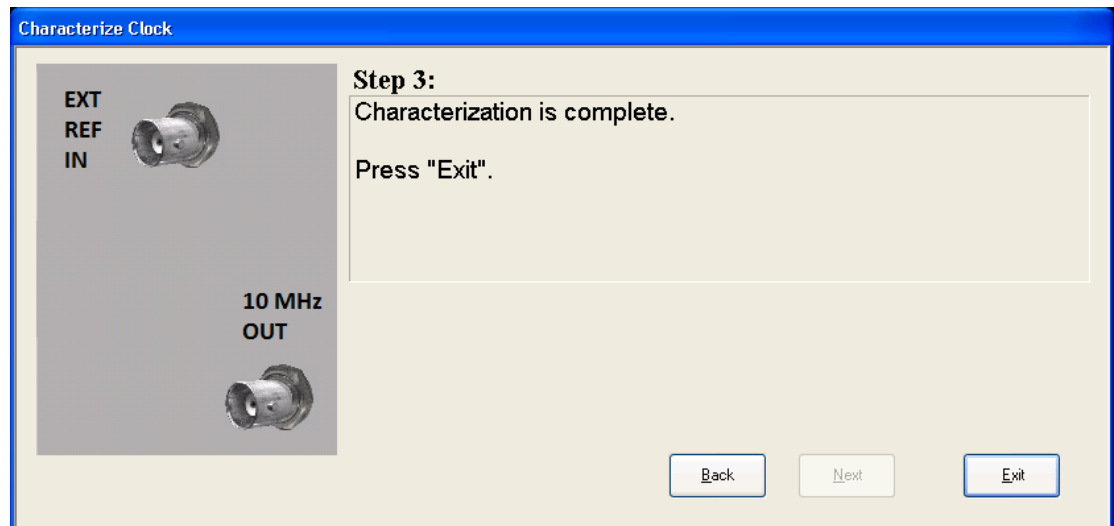 Characterize Clock
EXT
REF
IN
10 MHz
OUT
Step 3:
Characterization is complete.
Press "Exit".
Back
Next
Exit